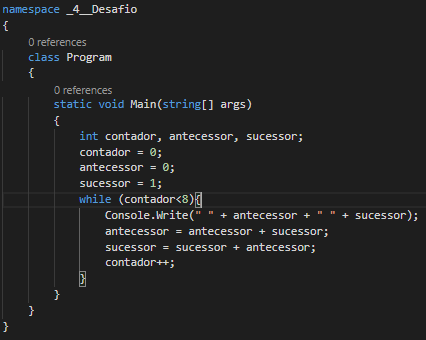 namespace _4__Desafio
{
0 references
class Program
{
0 references
static void Main(string[] args)
{
int contador, antecessor, sucessor;
contador = 0;
antecessor = 0;
sucessor = 1;
while (contador<8){
Console.Write(" " + antecessor + " " + sucessor);
antecessor = antecessor + sucessor;
sucessor = sucessor + antecessor;
contador++;
}
}
}
}